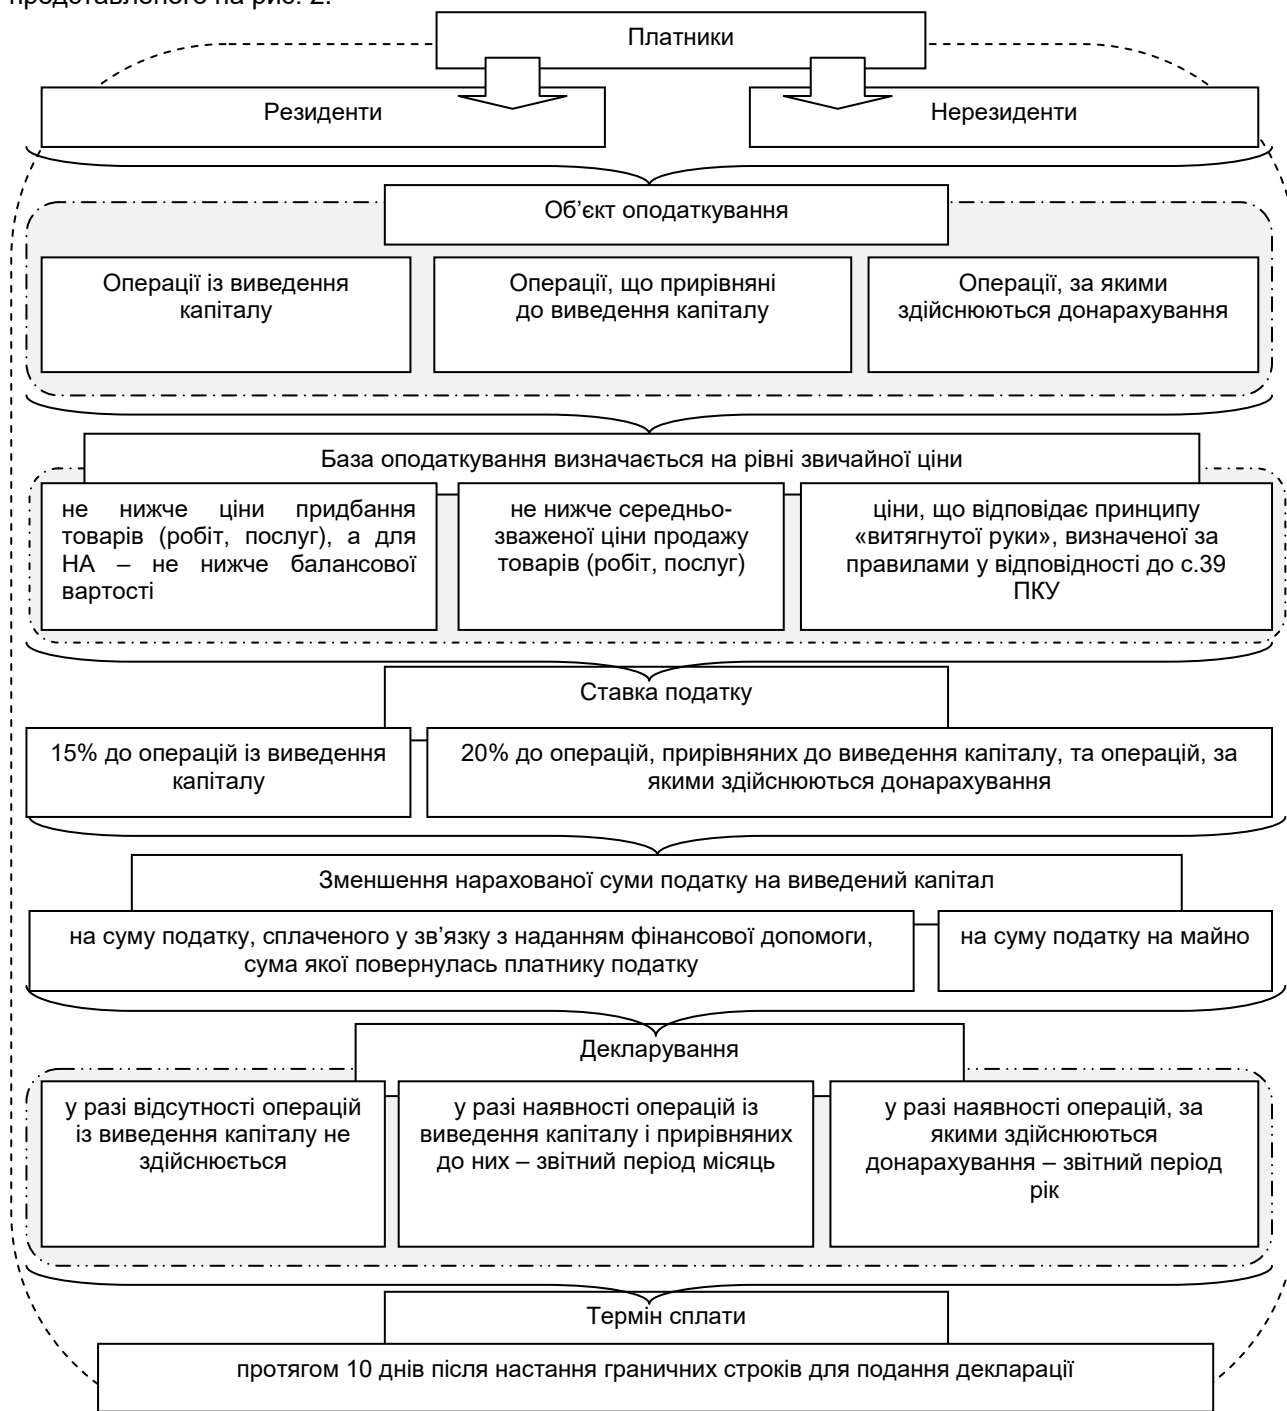 представленого на рис. 2.
Платники
Резиденти
Нерезиденти
Об’єкт оподаткування
Операції із виведення
капіталу
Операції, що прирівняні
до виведення капіталу
Операції, за якими
здійснюються донарахування
База оподаткування визначається на рівні звичайної ціни
не нижче ціни придбання
товарів (робіт, послуг), а для
НА – не нижче балансової
вартості
не нижче середньо-
зваженої ціни продажу
товарів (робіт, послуг)
ціни, що відповідає принципу
«витягнутої руки», визначеної за
правилами у відповідності до с.39
ПКУ
Ставка податку
15% до операцій із виведення
капіталу
20% до операцій, прирівняних до виведення капіталу, та операцій, за
якими здійснюються донарахування
Зменшення нарахованої суми податку на виведений капітал
на суму податку, сплаченого у зв’язку з наданням фінансової допомоги,
сума якої повернулась платнику податку
на суму податку на майно
Декларування
у разі відсутності операцій
із виведення капіталу не
здійснюється
у разі наявності операцій із
виведення капіталу і прирівняних
до них – звітний період місяць
у разі наявності операцій, за
якими здійснюються
донарахування – звітний період
рік
Термін сплати
протягом 10 днів після настання граничних строків для подання декларації